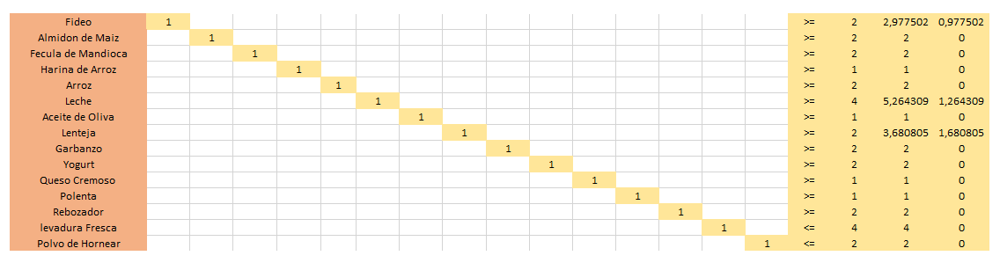 Fideo 1 >= 2 2,977502 0,977502
Almidon de Maiz 1 >= 2 2 0
Fecula de Mandioca 1 >= 2 2 0
Harina de Arroz 1 >= 1 1 0
Arroz 1 >= 2 2 0
Leche 1 >= 4 5,264309 1,264309
Aceite de Oliva 1 >= 1 1 0
Lenteja 1 >= 2 3,680805 1,680805
Garbanzo 1 >= 2 2 0
Yogurt 1 >= 2 2 0
Queso Cremoso 1 >= 1 1 0
Polenta 1 >= 1 1 0
Rebozador 1 >= 2 2 0
levadura Fresca 1 <= 4 4 0
Polvo de Hornear 1 <= 2 2 0